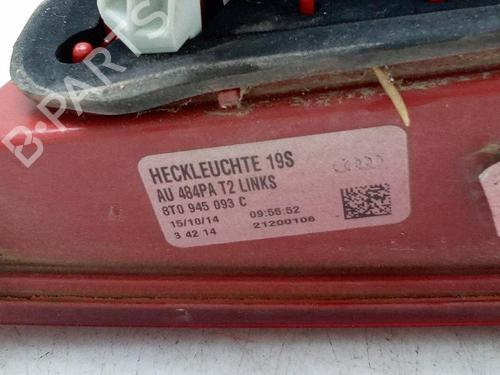 HECKLEUCHTE 19S
AU 484PA T2 LINKS
8T0 945 093 C
15/10/14 09:55:52
3 42 14 21200106
B-PARTS